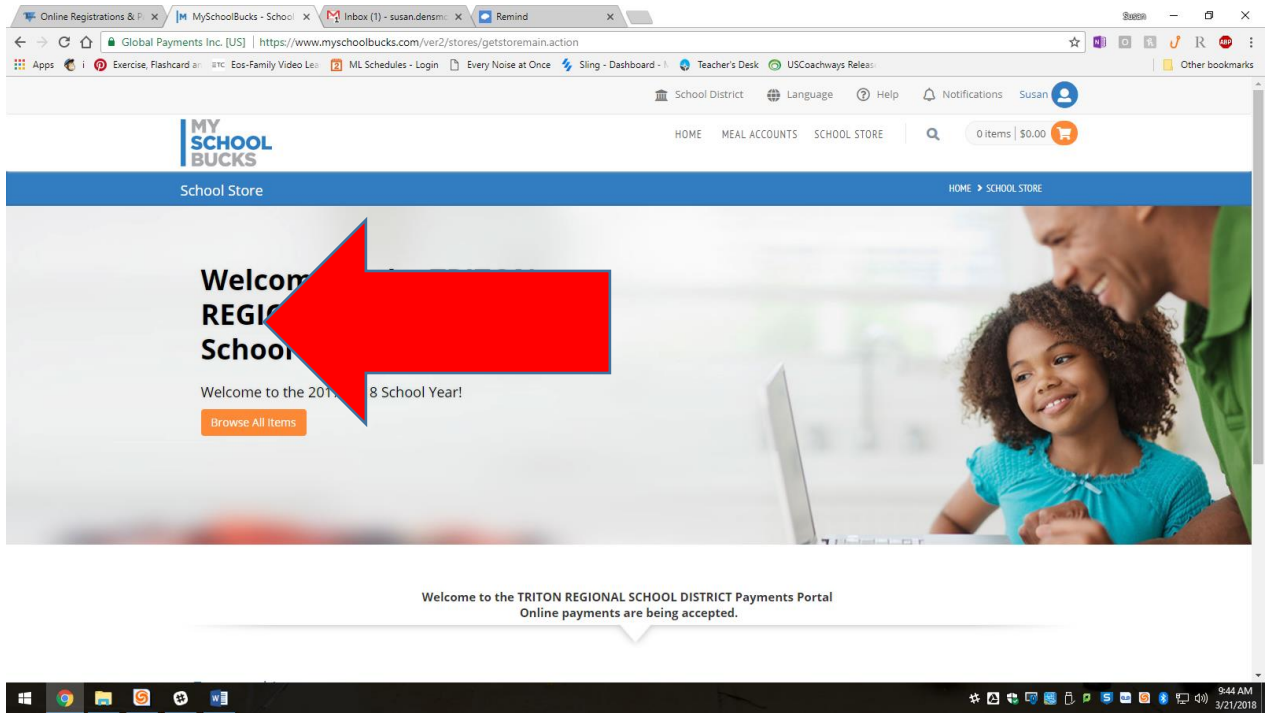 Susan
Online Registrations & P
MySchoolBucks - School
Inbox (1) - susan.densmo
Remind
Global Payments Inc. [US] | https://www.myschoolbucks.com/ver2/stores/getstoremain.action
Apps i Exercise, Flashcard an ETC Eos-Family Video Lea ML Schedules - Login Every Noise at Once Sling - Dashboard - Teacher's Desk USCoachways Releas Other bookmarks
School District Language Help Notifications Susan
MY
SCHOOL
BUCKS
HOME MEAL ACCOUNTS SCHOOL STORE 0 items | $0.00
School Store HOME > SCHOOL STORE
Welcom
REGI
School
Welcome to the 201 8 School Year!
Browse All Items
Welcome to the TRITON REGIONAL SCHOOL DISTRICT Payments Portal
Online payments are being accepted.
9:44 AM
3/21/2018